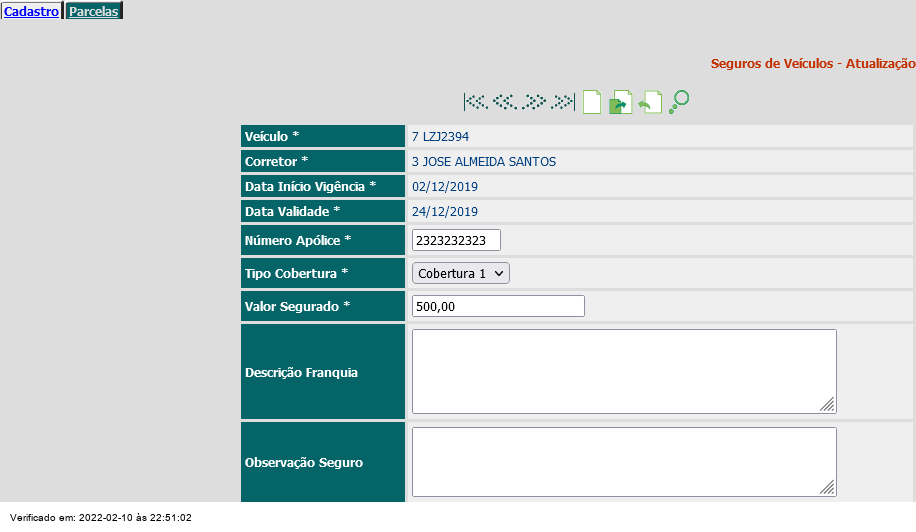 Cadastro Parcelas
Seguros de Veículos - Atualização
Veículo * 7 LZJ2394
Corretor * 3 JOSE ALMEIDA SANTOS
Data Início Vigência * 02/12/2019
Data Validade * 24/12/2019
Número Apólice * 2323232323
Tipo Cobertura * Cobertura 1
Valor Segurado * 500,00
Descrição Franquia
Observação Seguro
Verificado em: 2022-02-10 às 22:51:02